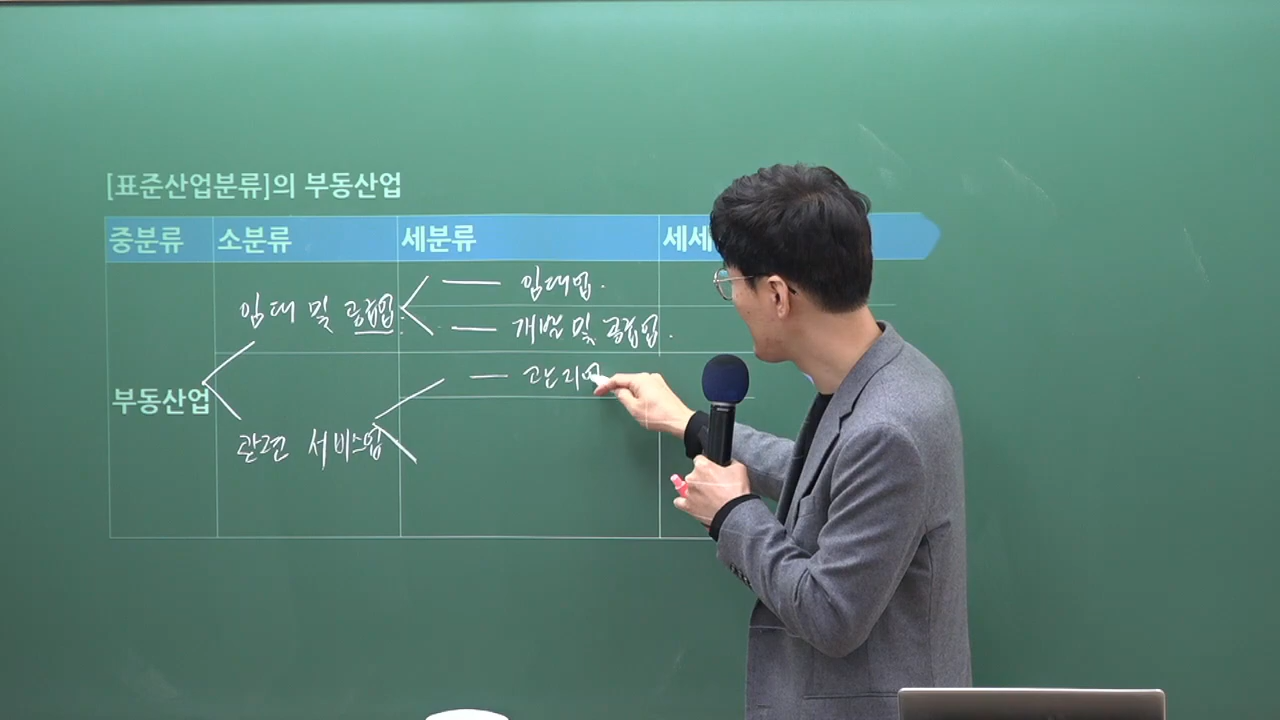 [표준산업분류]의 부동산업
중분류 소분류 세분류 세세
임대업.
임대 및 공급업.
개발 및 공급업.
관리업
부동산업
관련 서비스업